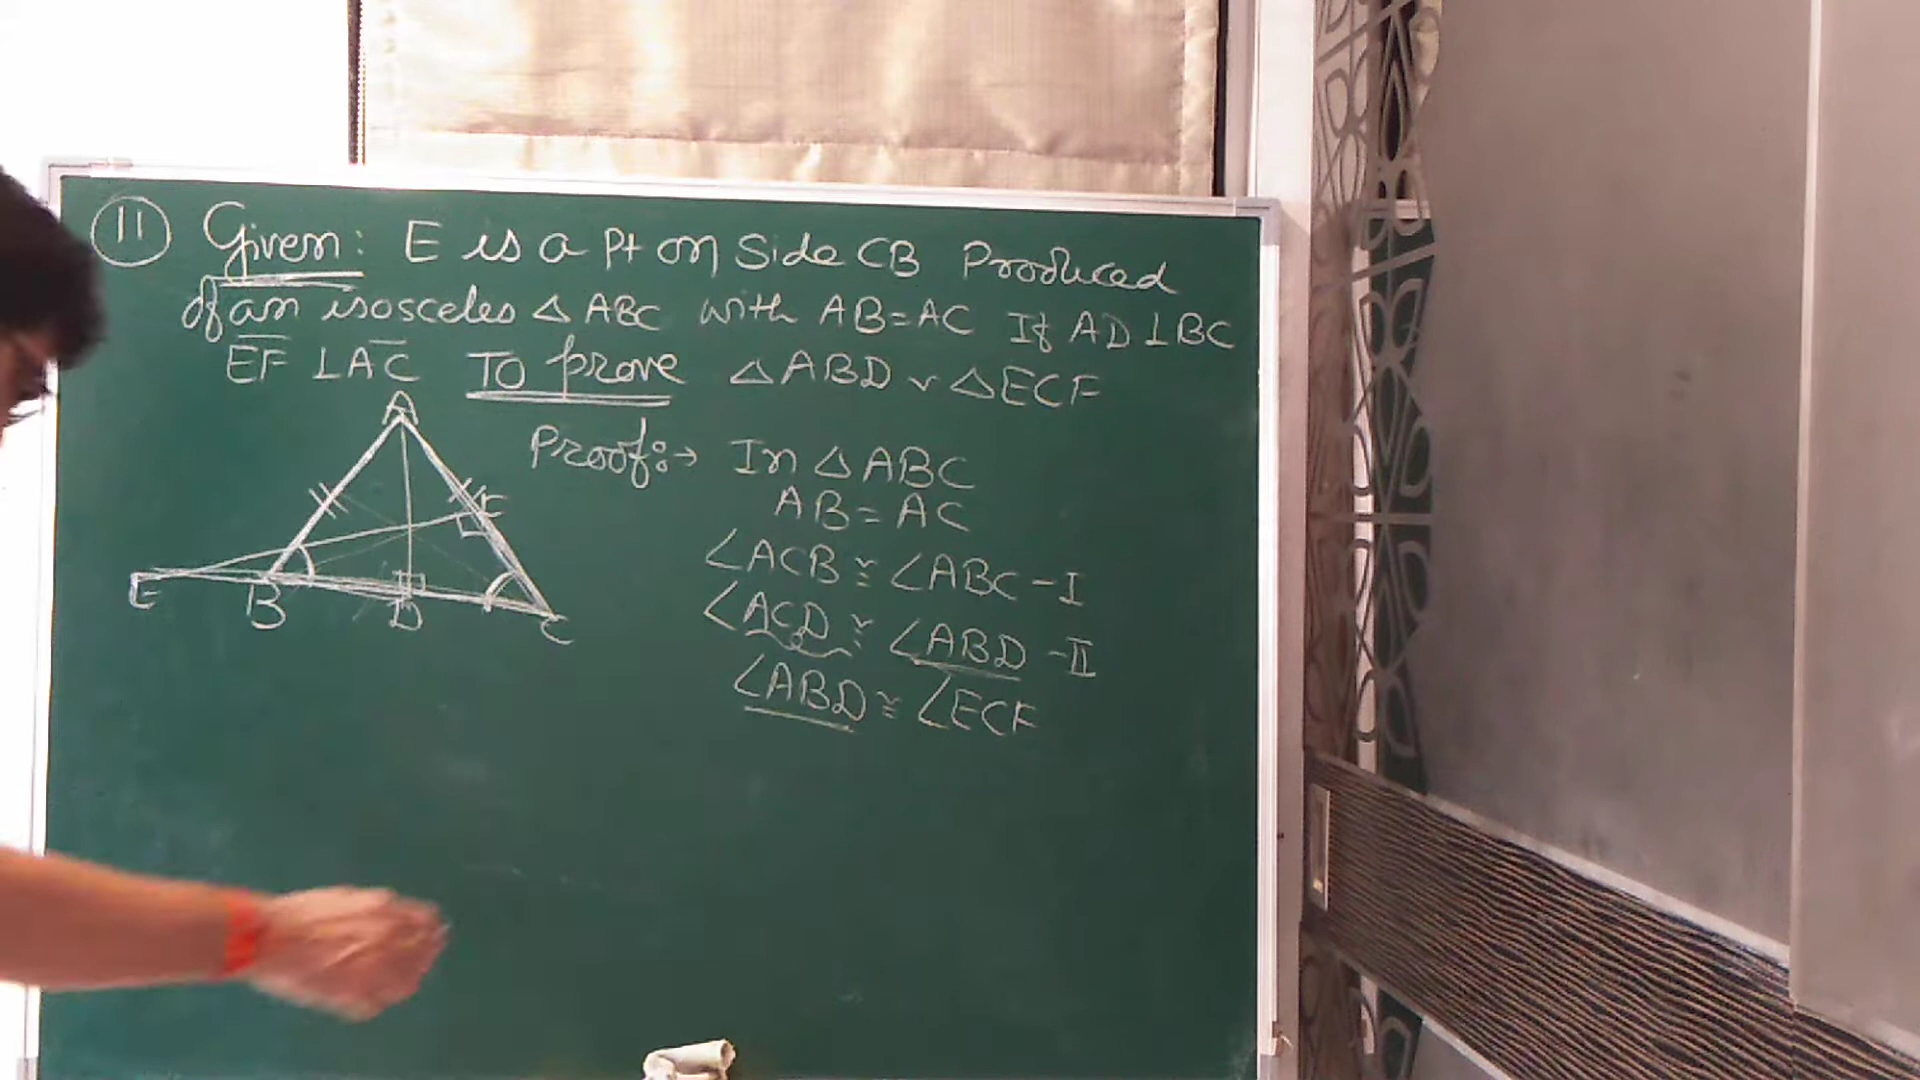 11 Given: E is a Pt on Side CB Produced
of an isosceles △ ABC with AB=AC If AD⊥BC
EF ⊥AC To prove △ABD ~ △ECF
A
Proof:→ In △ABC
AB=AC
F
∠ACB ≅ ∠ABC -I
E B D C
∠ACD ≅ ∠ABD -II
∠ABD ≅ ∠ECF